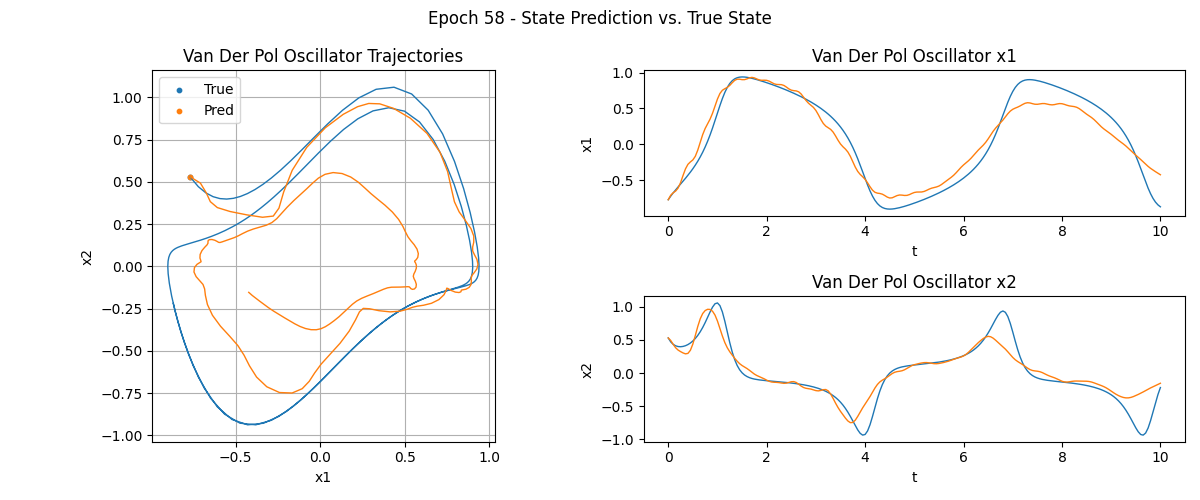 Epoch 58 - State Prediction vs. True State
Van Der Pol Oscillator Trajectories
True
Pred
1.00
0.75
0.50
0.25
0.00
−0.25
−0.50
−0.75
−1.00
x2
−0.5
0.0
0.5
1.0
x1
Van Der Pol Oscillator x1
1.0
0.5
0.0
−0.5
x1
0
2
4
6
8
10
t
Van Der Pol Oscillator x2
1.0
0.5
0.0
−0.5
−1.0
x2
0
2
4
6
8
10
t